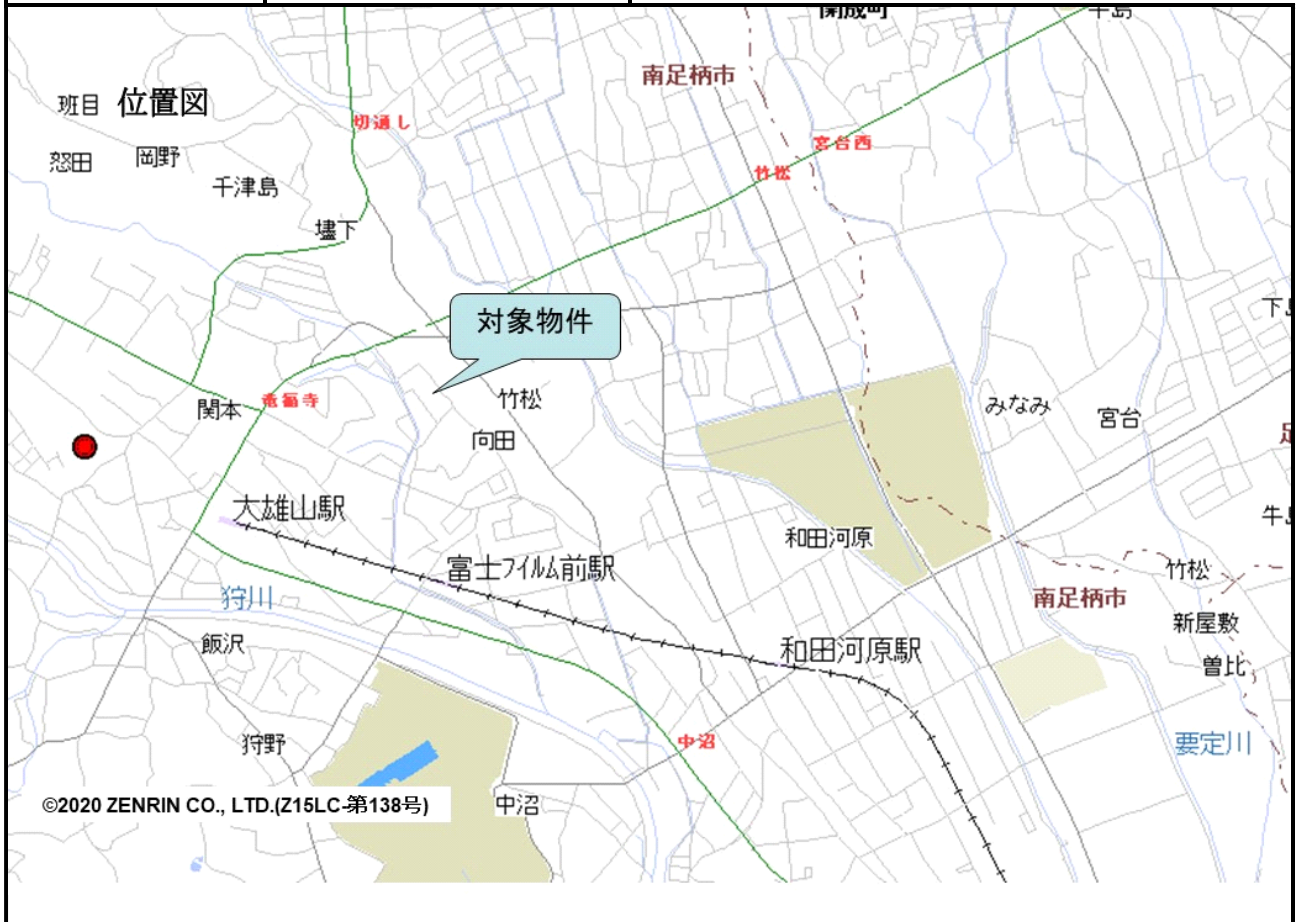 開成町
牛島
南足柄市
班目
位置図
切通し
宮台西
怒田
岡野
竹松
千津島
壗下
対象物件
関本
竜福寺
竹松
みなみ
宮台
向田
大雄山駅
和田河原
富士フイルム前駅
竹松
狩川
南足柄市
新屋敷
飯沢
和田河原駅
曽比
狩野
中沼
要定川
©2020 ZENRIN CO., LTD.(Z15LC-第138号)
中沼